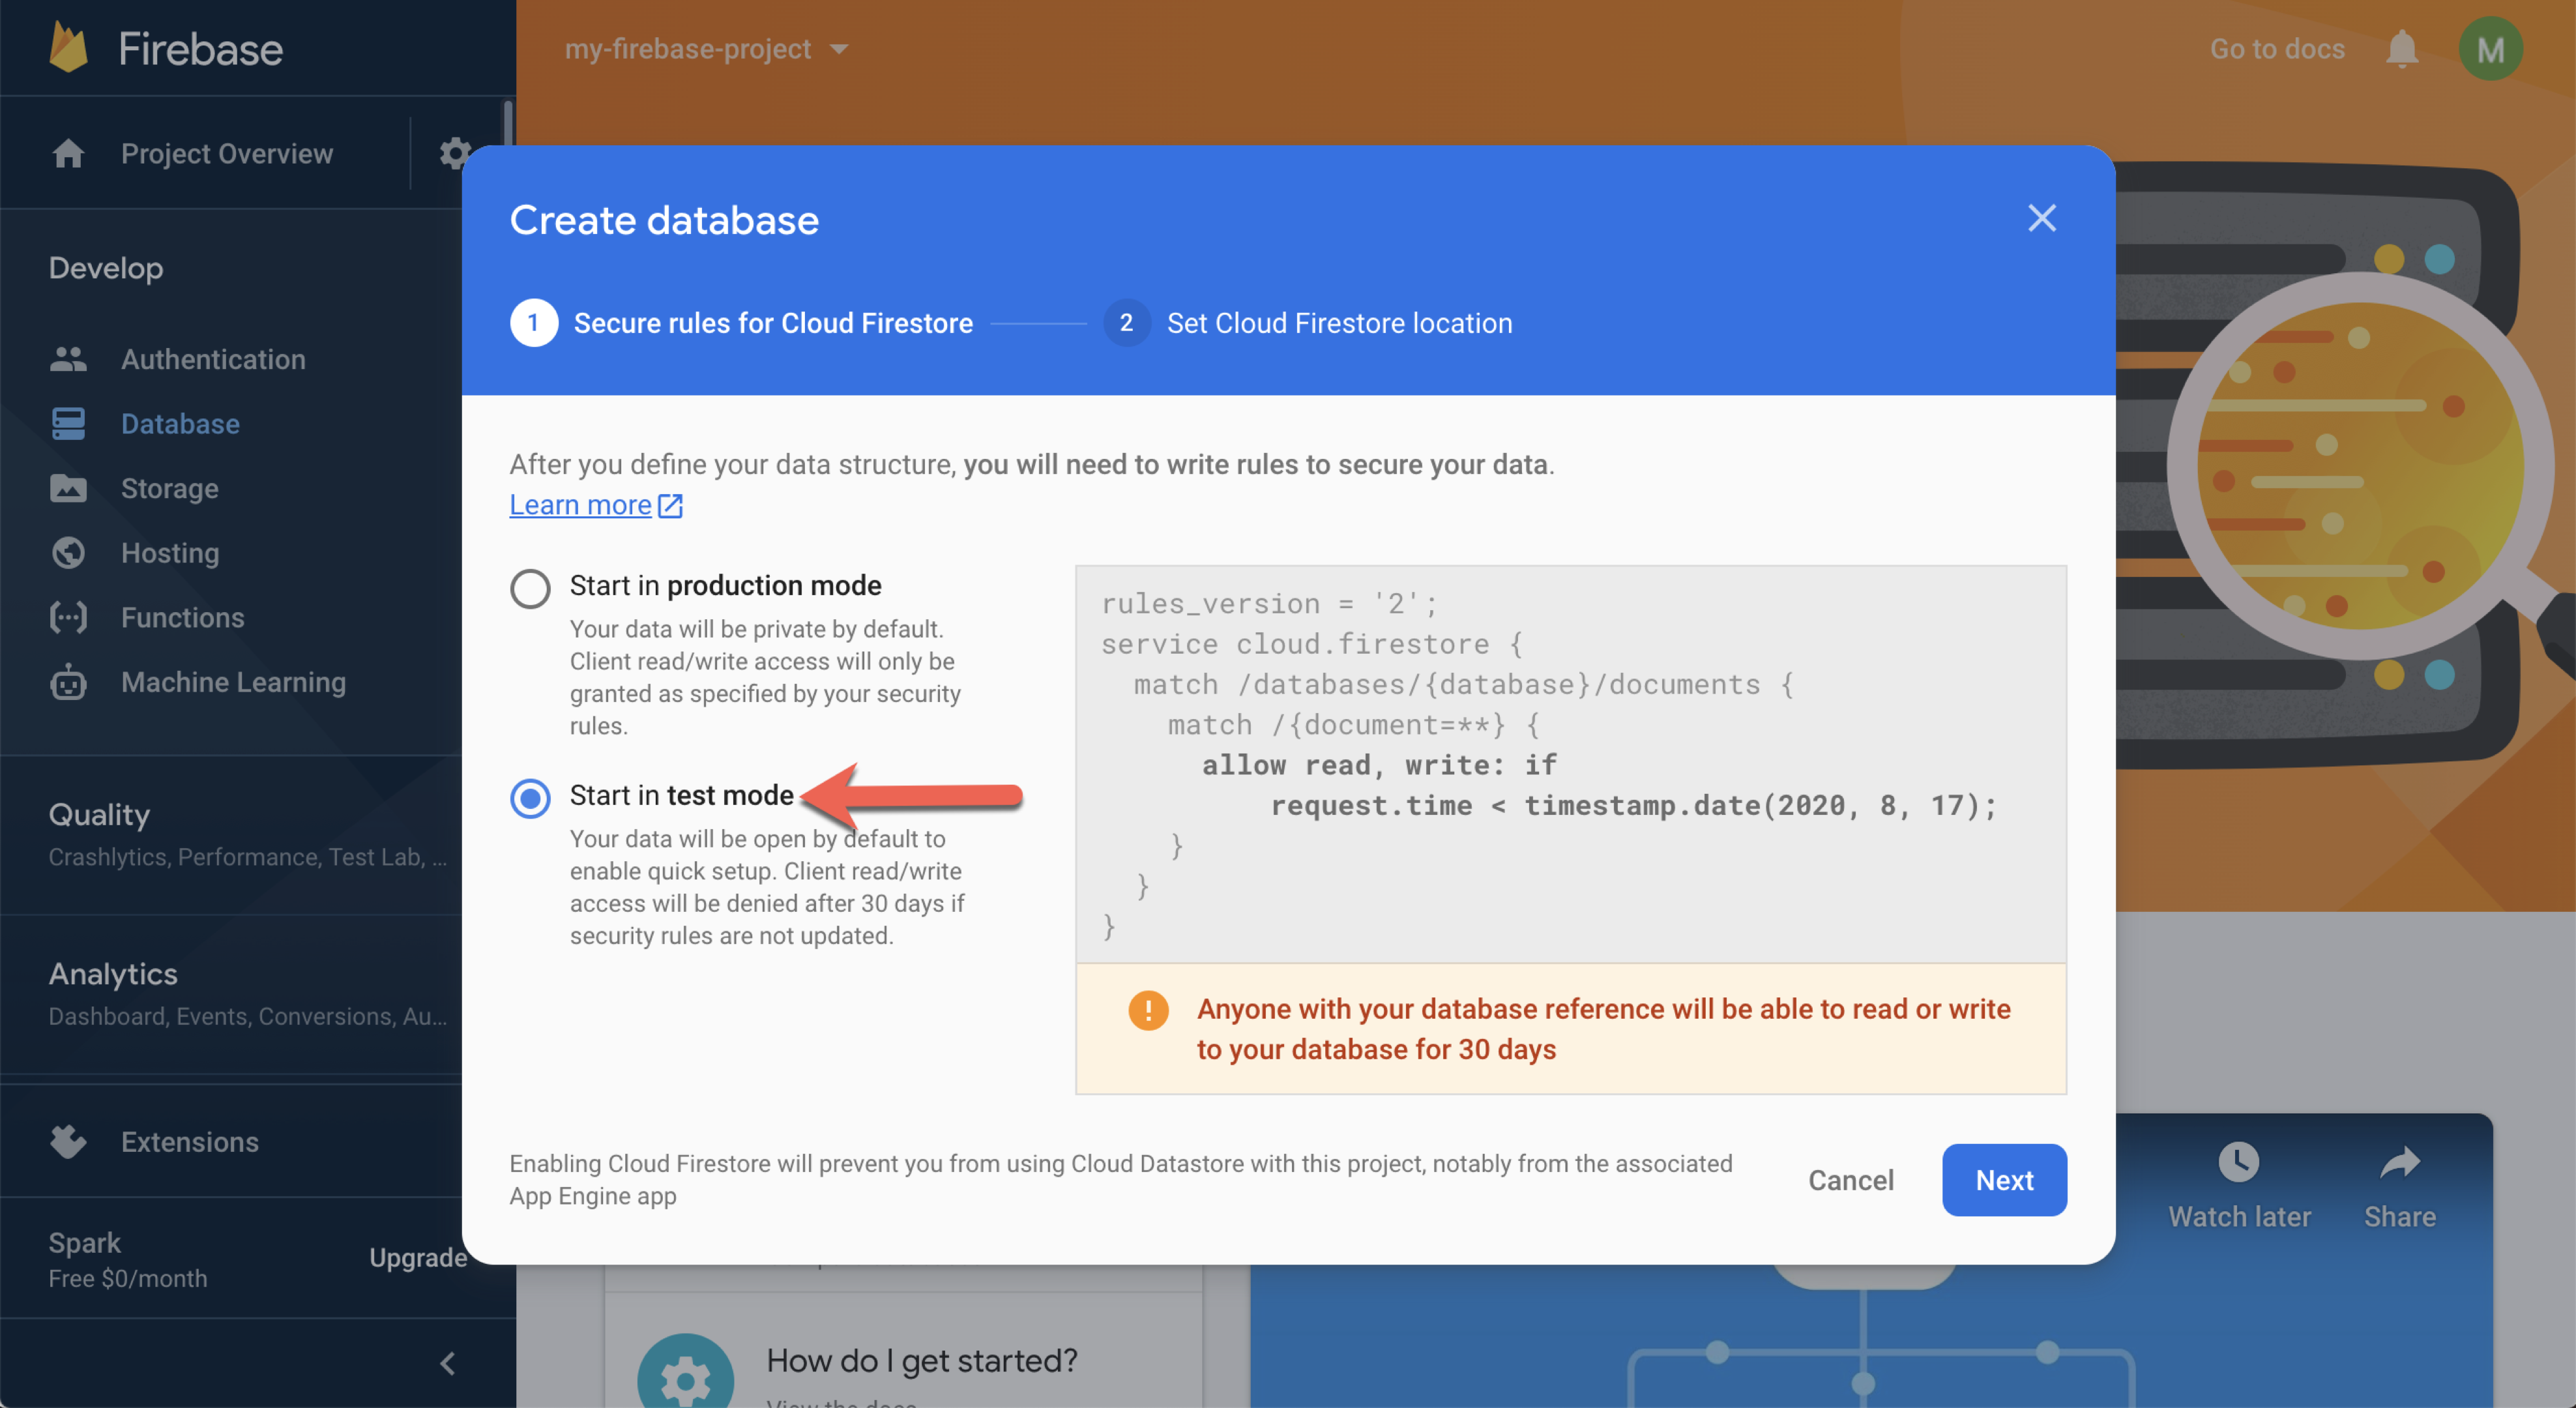 Firebase
my-firebase-project
Go to docs
M
Project Overview
Develop
Authentication
Database
Storage
Hosting
Functions
Machine Learning
Quality
Crashlytics, Performance, Test Lab, ...
Analytics
Dashboard, Events, Conversions, Au...
Extensions
Spark
Free $0/month
Upgrade
Create database
1 Secure rules for Cloud Firestore
2 Set Cloud Firestore location
After you define your data structure, you will need to write rules to secure your data.
Learn more
Start in production mode
Your data will be private by default.
Client read/write access will only be
granted as specified by your security
rules.
Start in test mode
Your data will be open by default to
enable quick setup. Client read/write
access will be denied after 30 days if
security rules are not updated.
rules_version = '2';
service cloud.firestore {
  match /databases/{database}/documents {
    match /{document=**} {
      allow read, write: if
          request.time < timestamp.date(2020, 8, 17);
    }
  }
}
Anyone with your database reference will be able to read or write
to your database for 30 days
Enabling Cloud Firestore will prevent you from using Cloud Datastore with this project, notably from the associated
App Engine app
Cancel
Next
Watch later
Share
How do I get started?
View the docs